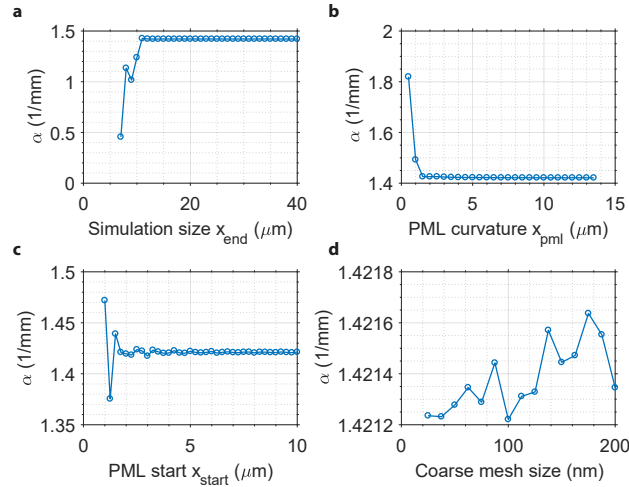 a
1.5
1
0.5
0
0 20 40
α (1/mm)
Simulation size x_end (μm)
b
2
1.8
1.6
1.4
0 5 10 15
α (1/mm)
PML curvature x_pml (μm)
c
1.5
1.45
1.4
1.35
0 5 10
α (1/mm)
PML start x_start (μm)
d
1.4218
1.4216
1.4214
1.4212
0 100 200
α (1/mm)
Coarse mesh size (nm)